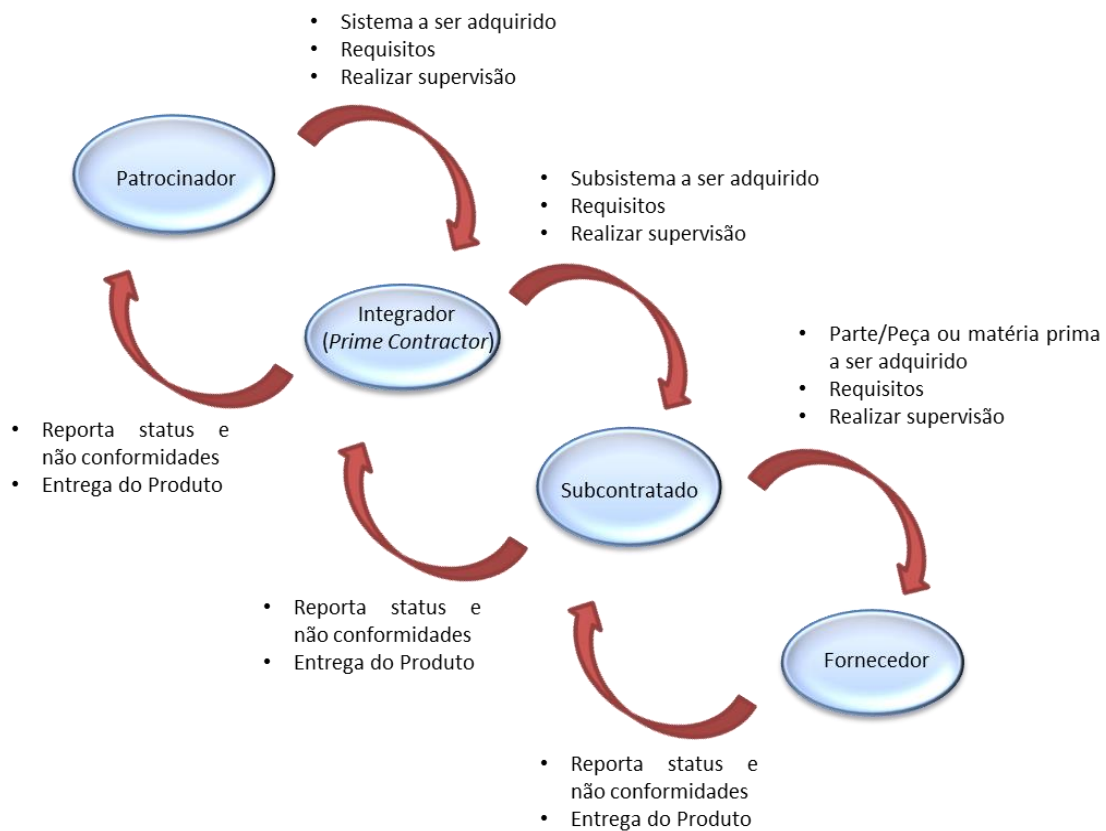 • Sistema a ser adquirido
• Requisitos
• Realizar supervisão
Patrocinador
• Subsistema a ser adquirido
• Requisitos
• Realizar supervisão
Integrador
(Prime Contractor)
• Parte/Peça ou matéria prima
a ser adquirido
• Requisitos
• Realizar supervisão
• Reporta status e
não conformidades
• Entrega do Produto
Subcontratado
• Reporta status e
não conformidades
• Entrega do Produto
Fornecedor
• Reporta status e
não conformidades
• Entrega do Produto